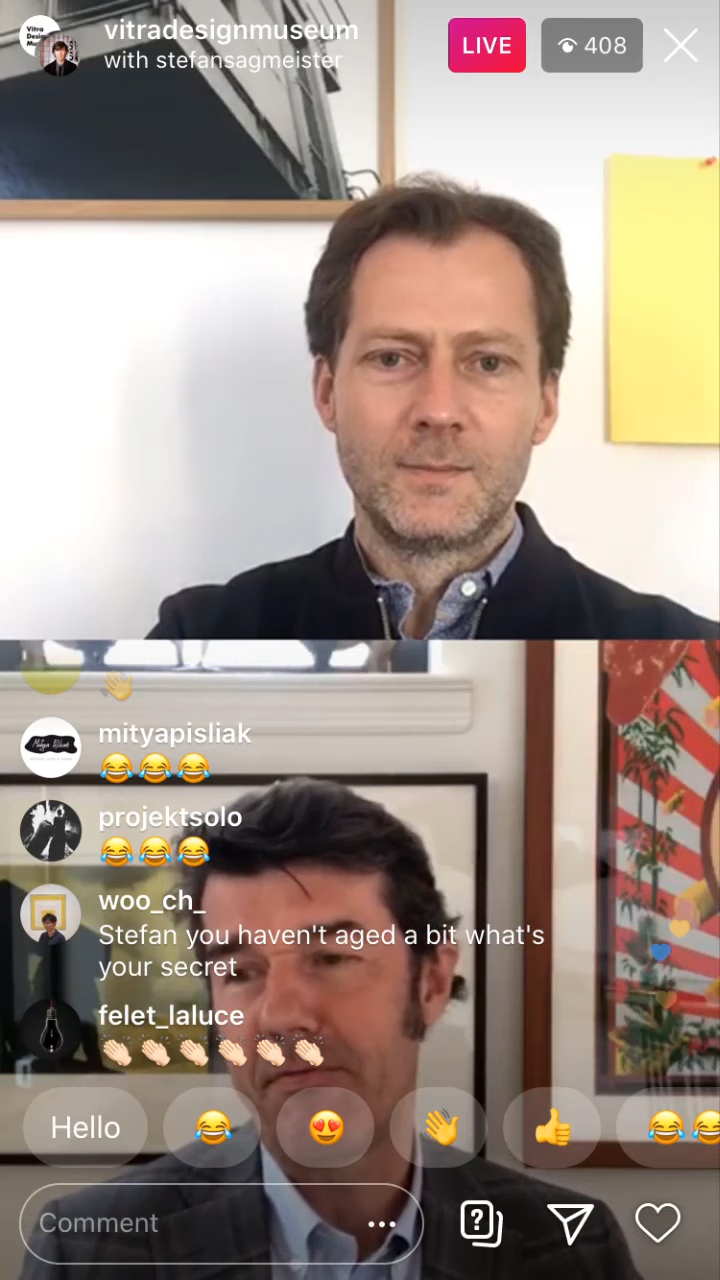 vitradesignmuseum
with stefansagmeister
LIVE
408
Vitra
mityapisliak
😂😂😂
projektsolo
😂😂😂
woo_ch_
Stefan you haven't aged a bit what's
your secret
felet_laluce
👏🏻👏🏻👏🏻👏🏻👏🏻👏🏻
Hello
Comment